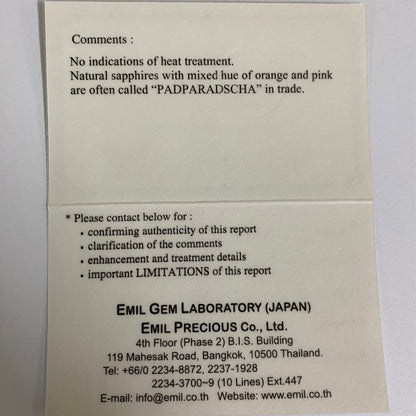 Comments :
No indications of heat treatment.
Natural sapphires with mixed hue of orange and pink
are often called “PADPARADSCHA” in trade.
* Please contact below for :
• confirming authenticity of this report
• clarification of the comments
• enhancement and treatment details
• important LIMITATIONS of this report
EMIL GEM LABORATORY (JAPAN)
EMIL PRECIOUS Co., Ltd.
4th Floor (Phase 2) B.I.S. Building
119 Mahesak Road, Bangkok, 10500 Thailand.
Tel: +66/0 2234-8872, 2237-1928
2234-3700~9 (10 Lines) Ext.447
E-mail: info@emil.co.th Website: www.emil.co.th